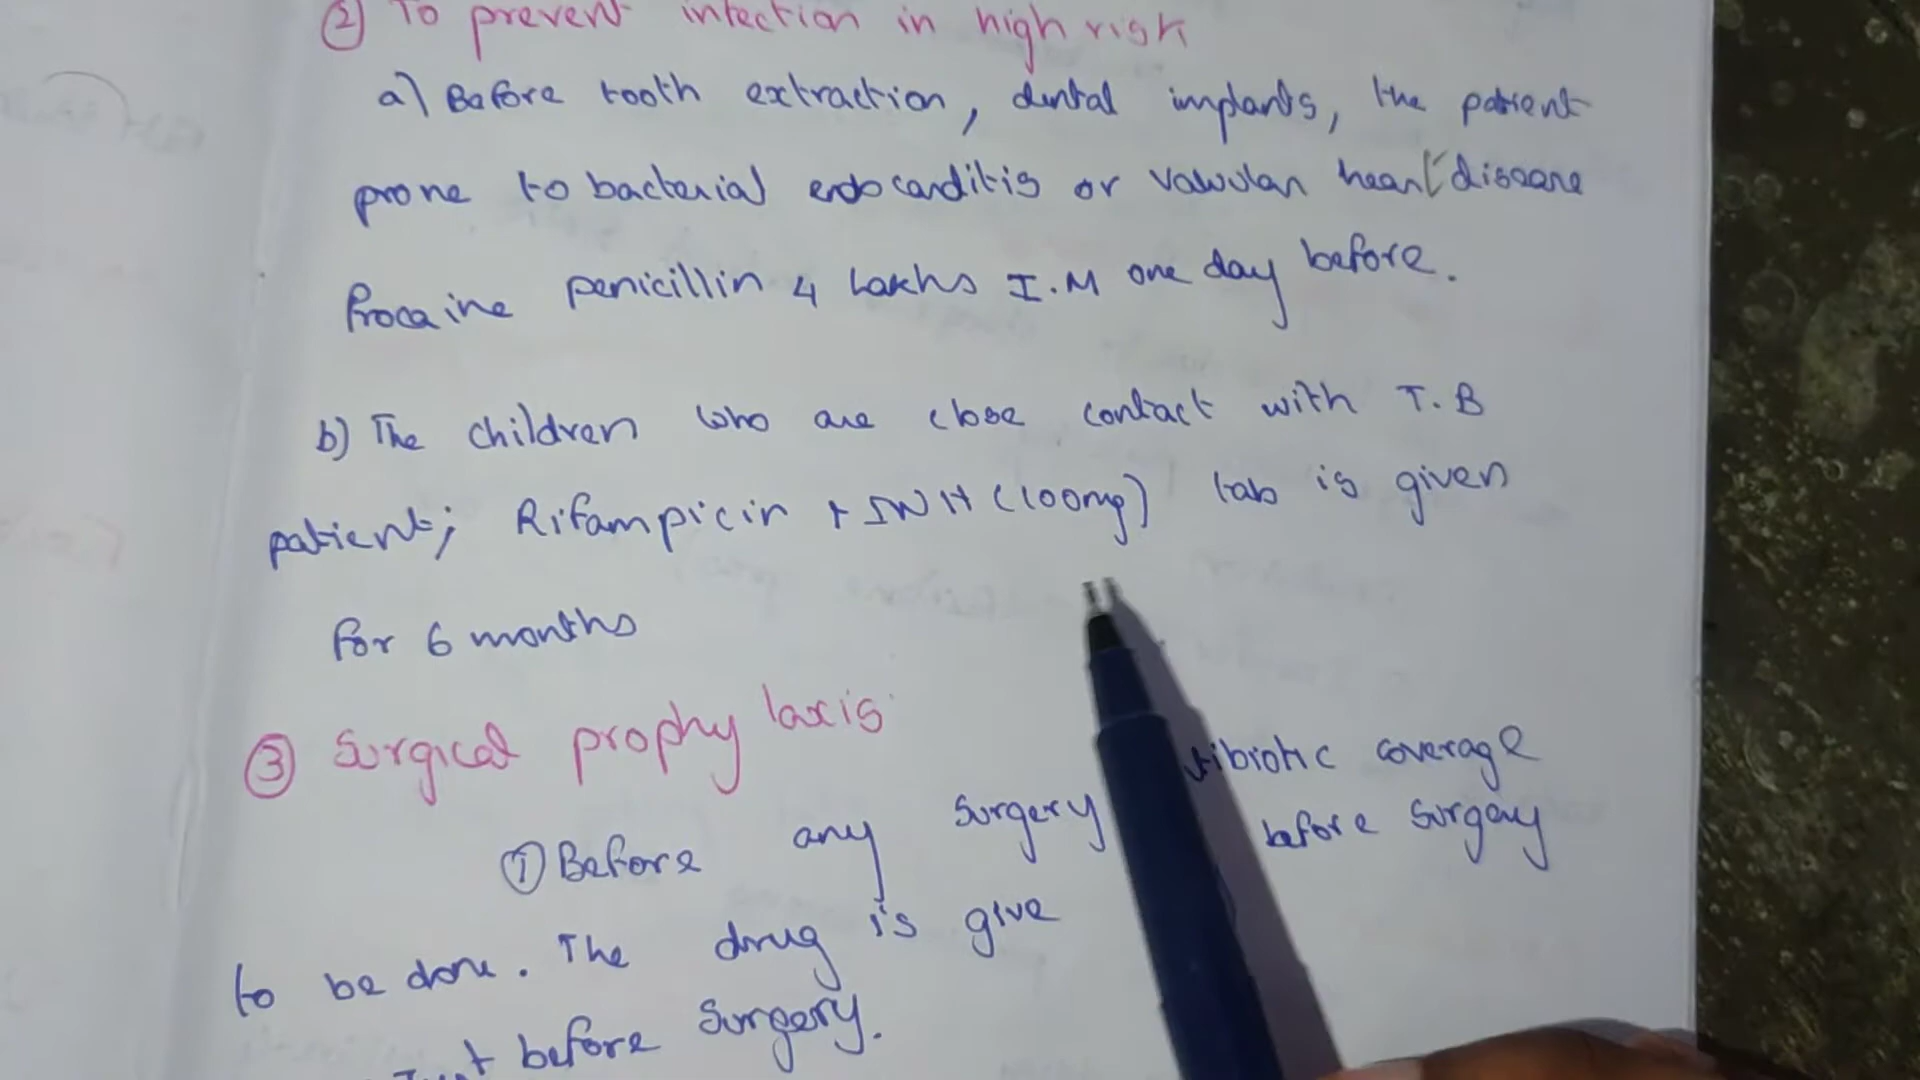 ② To prevent infection in high risk
a) Before tooth extraction, dental implants, the patient
prone to bacterial endocarditis or valvular heart disease
Procaine penicillin 4 lakhs I.M one day before.
b) The children who are close contact with T.B
patient; Rifampicin + INH (100mg) tab is given
for 6 months
③ Surgical prophylaxis
① Before any surgery antibiotic coverage
to be done. The drug is give before surgery
Just before surgery.